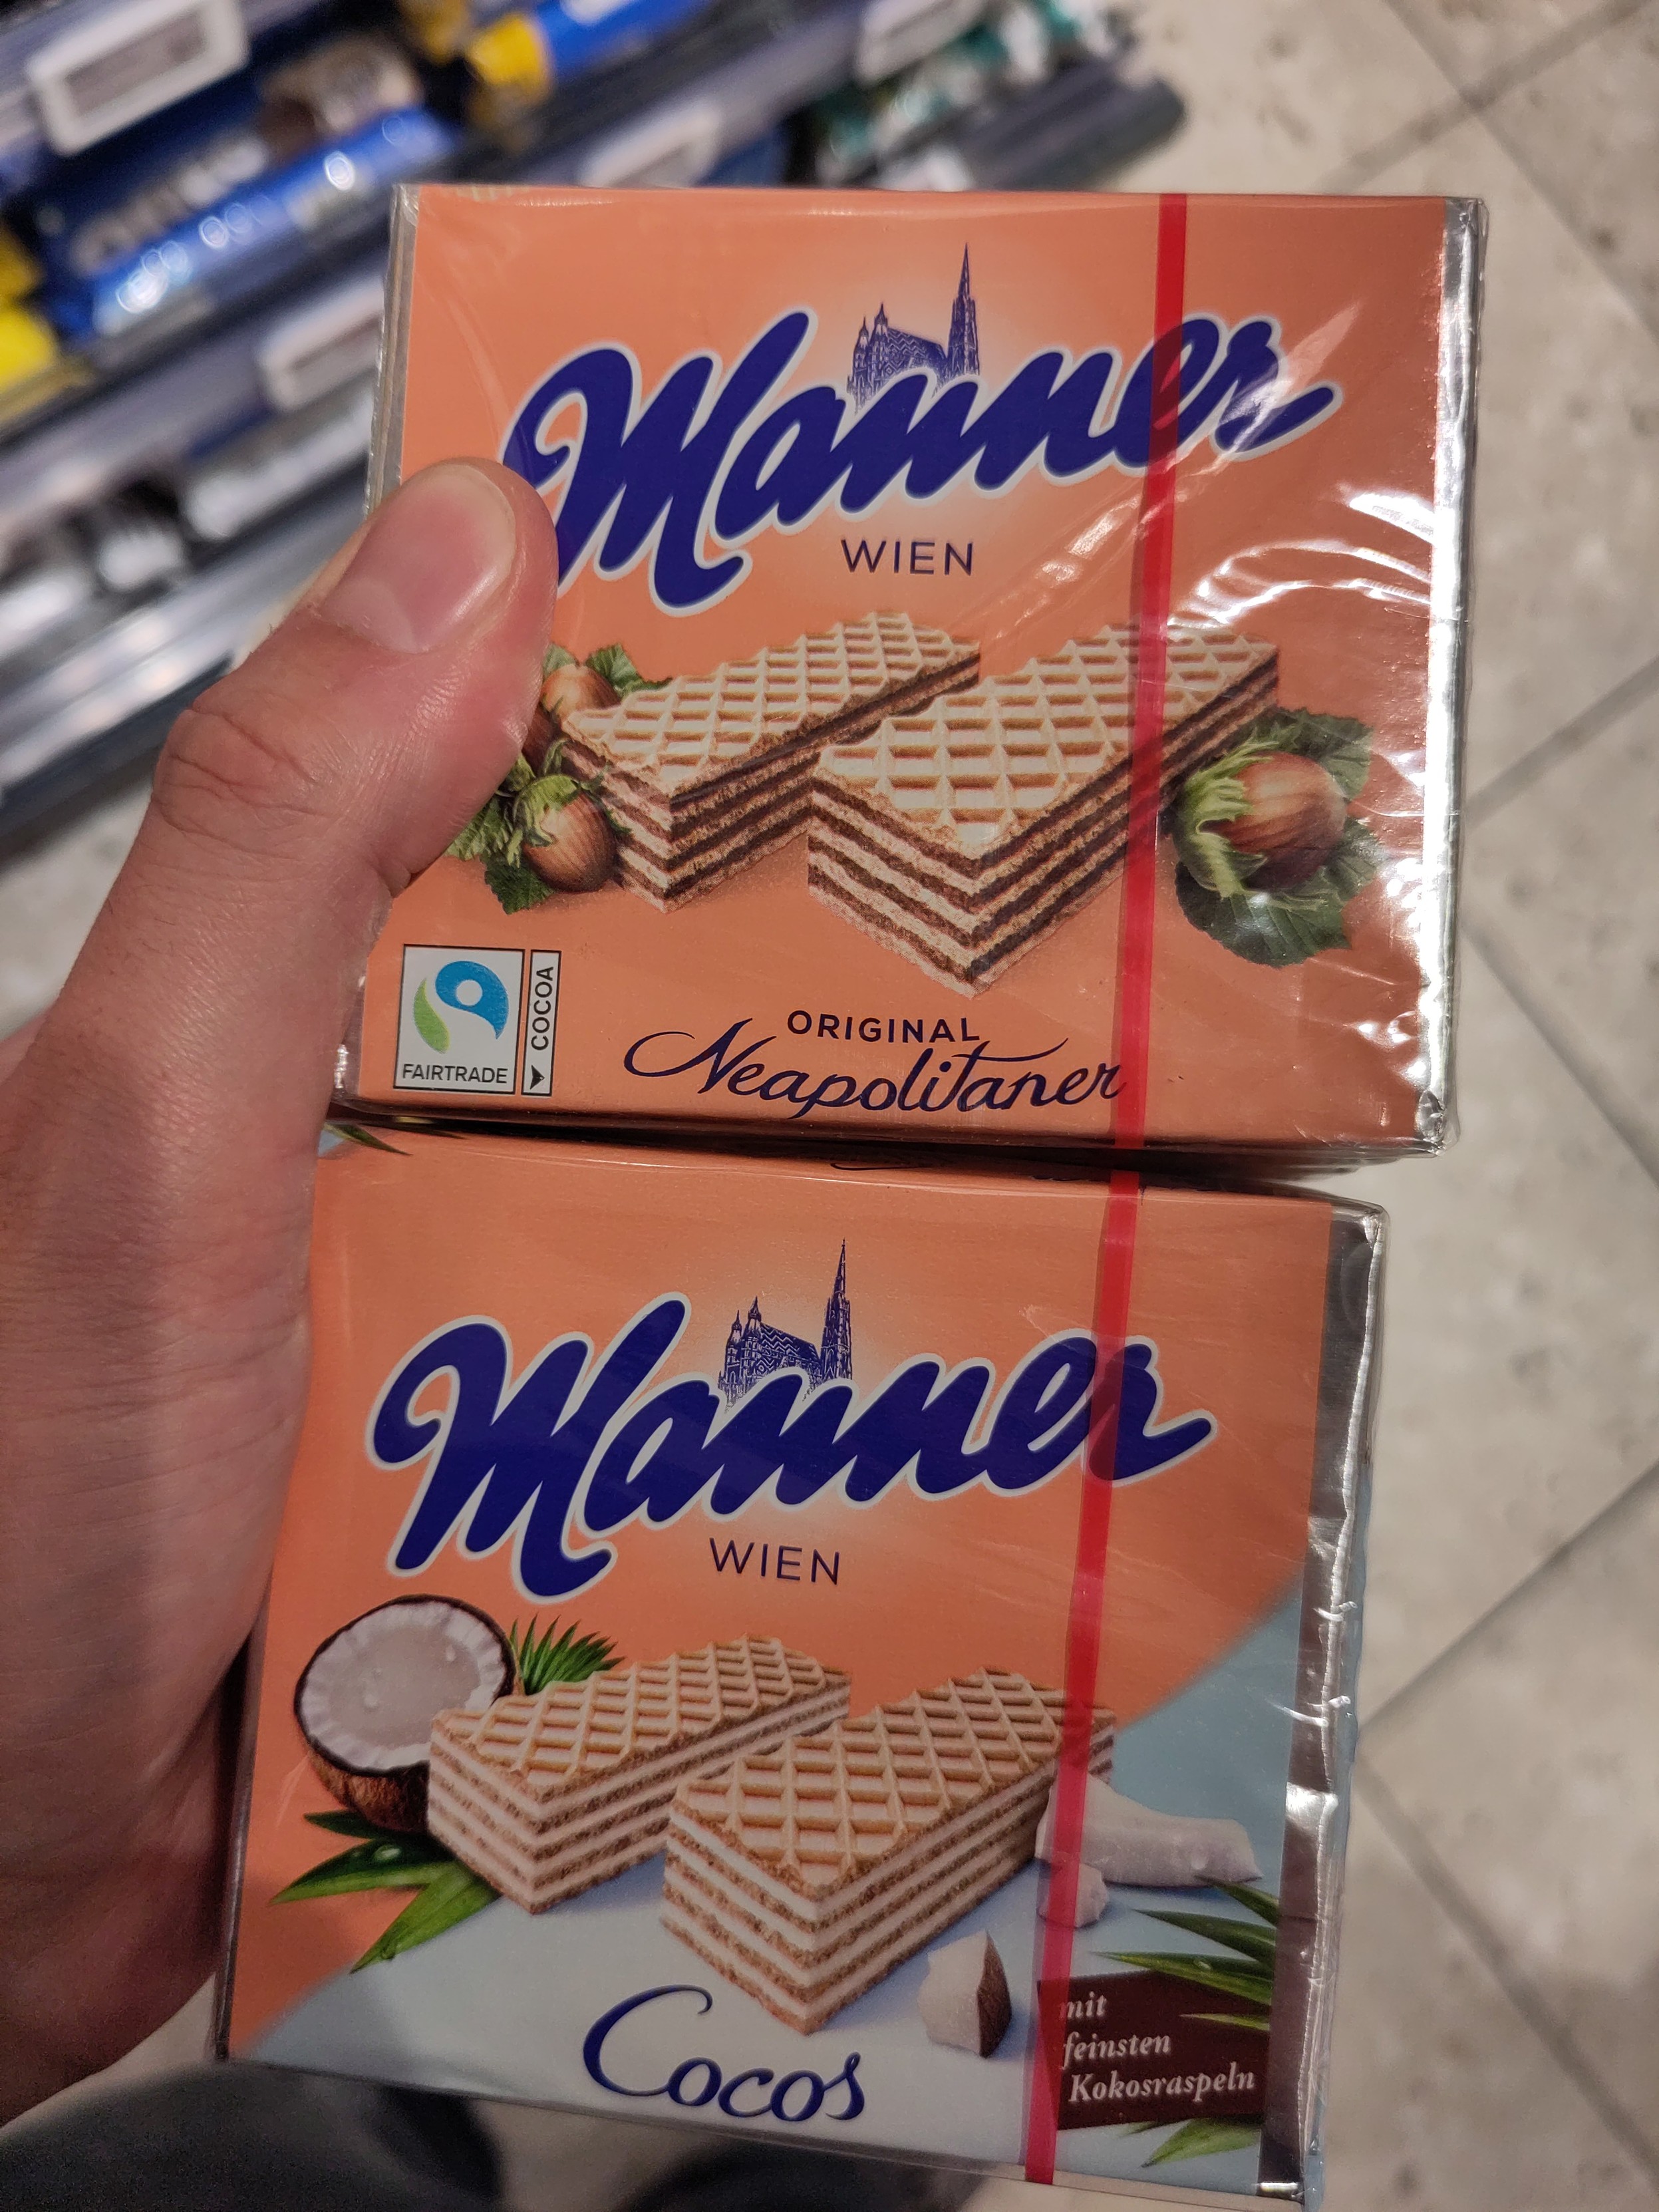 Manner
WIEN
FAIRTRADE
COCOA
ORIGINAL
Neapolitaner
Manner
WIEN
Cocos
mit
feinsten
Kokosraspeln